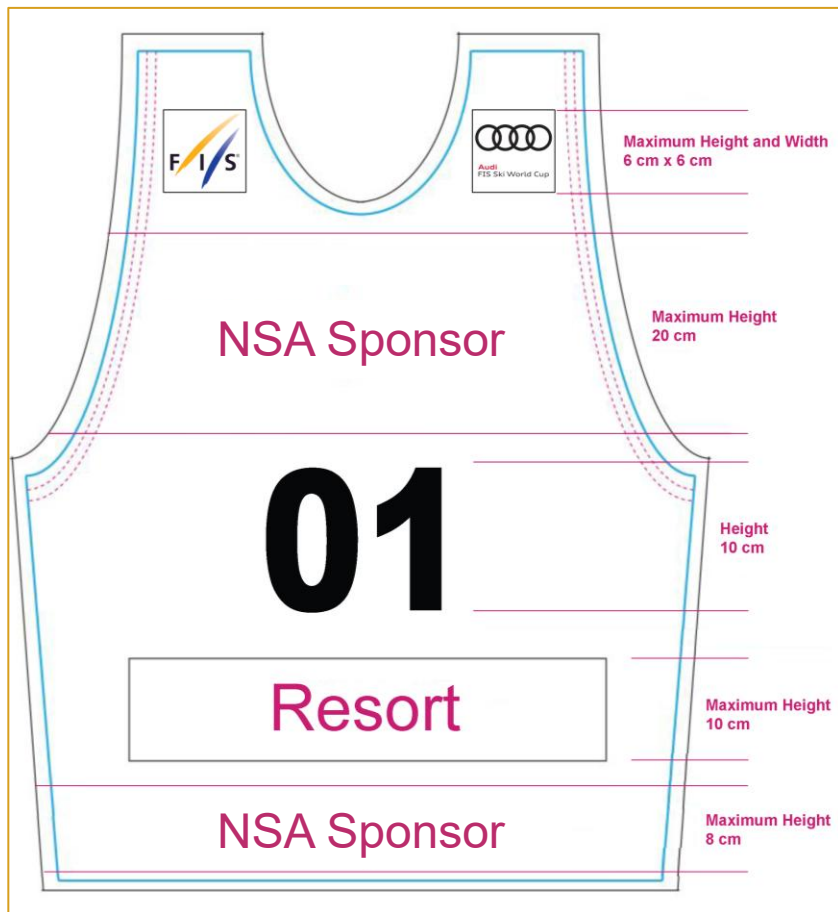 FIS
Audi
FIS Ski World Cup
Maximum Height and Width
6 cm x 6 cm
NSA Sponsor
Maximum Height
20 cm
01
Height
10 cm
Resort
Maximum Height
10 cm
NSA Sponsor
Maximum Height
8 cm